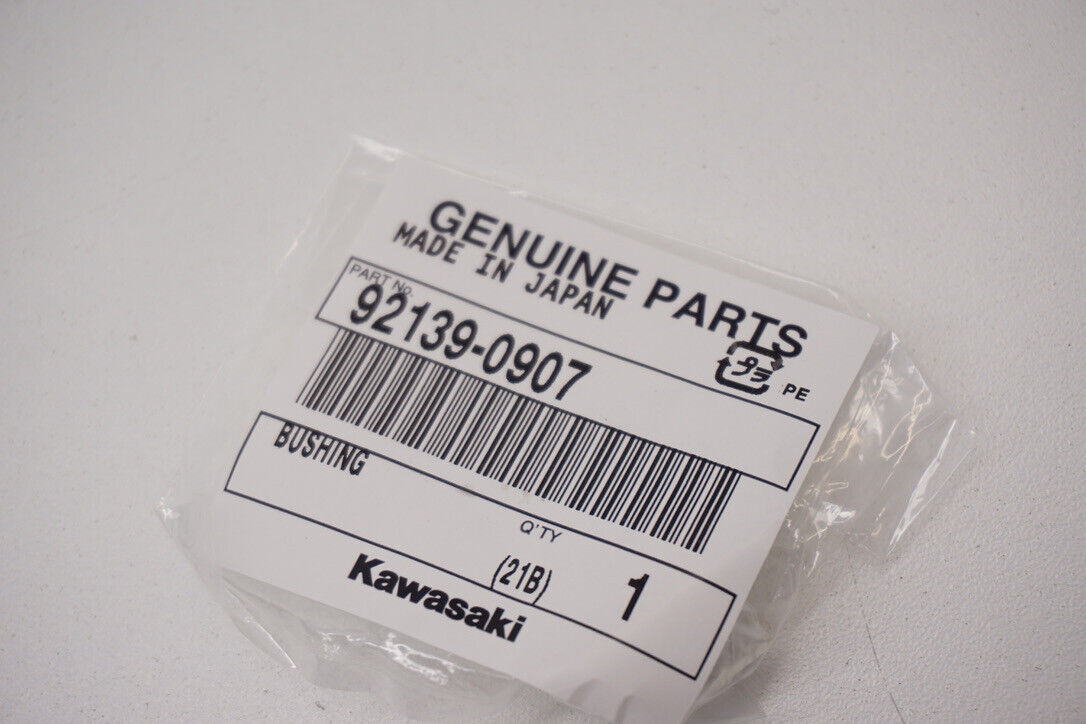 GENUINE PARTS
MADE IN JAPAN
プラ PE
PART No.
92139-0907
BUSHING
Q'TY
(21B) 1
Kawasaki